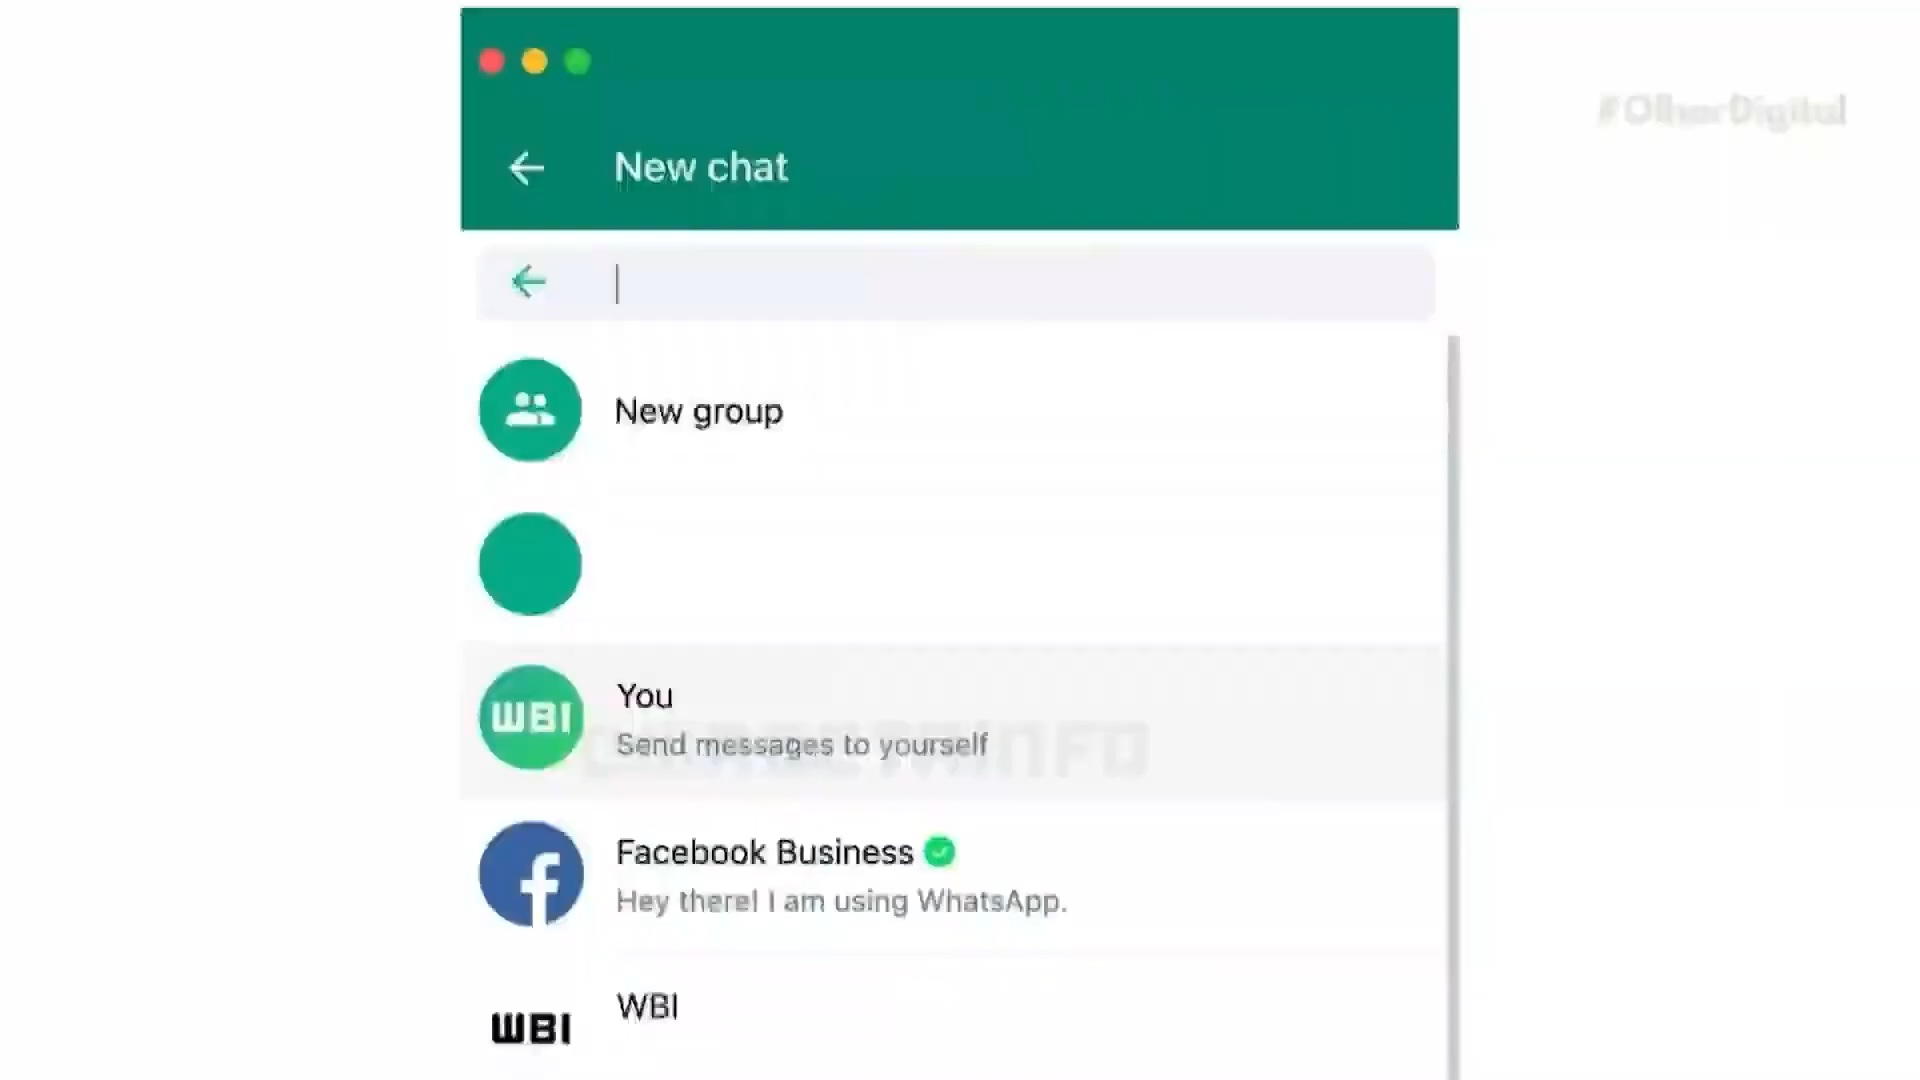 #OlharDigital
New chat
New group
WBI
You
Send messages to yourself
Facebook Business
Hey there! I am using WhatsApp.
WBI
WBI